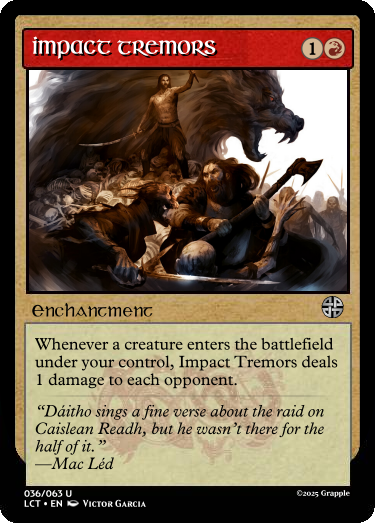 Impact Tremors
1
Enchantment
Whenever a creature enters the battlefield
under your control, Impact Tremors deals
1 damage to each opponent.
“Dáitho sings a fine verse about the raid on
Caislean Readh, but he wasn't there for the
half of it.”
—Mac Léd
036/063 U
©2025 Grapple
LCT • EN Victor Garcia